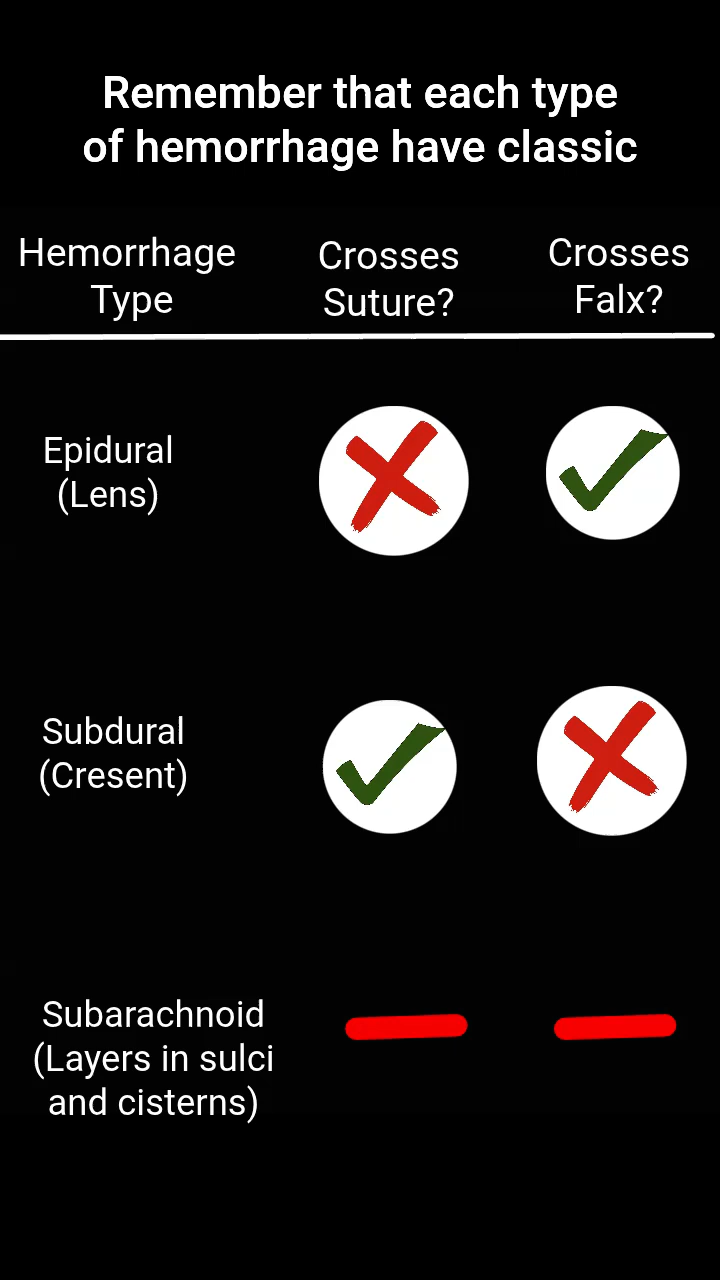 Remember that each type
of hemorrhage have classic
Hemorrhage
Type
Crosses
Suture?
Crosses
Falx?
Epidural
(Lens)
Subdural
(Cresent)
Subarachnoid
(Layers in sulci
and cisterns)